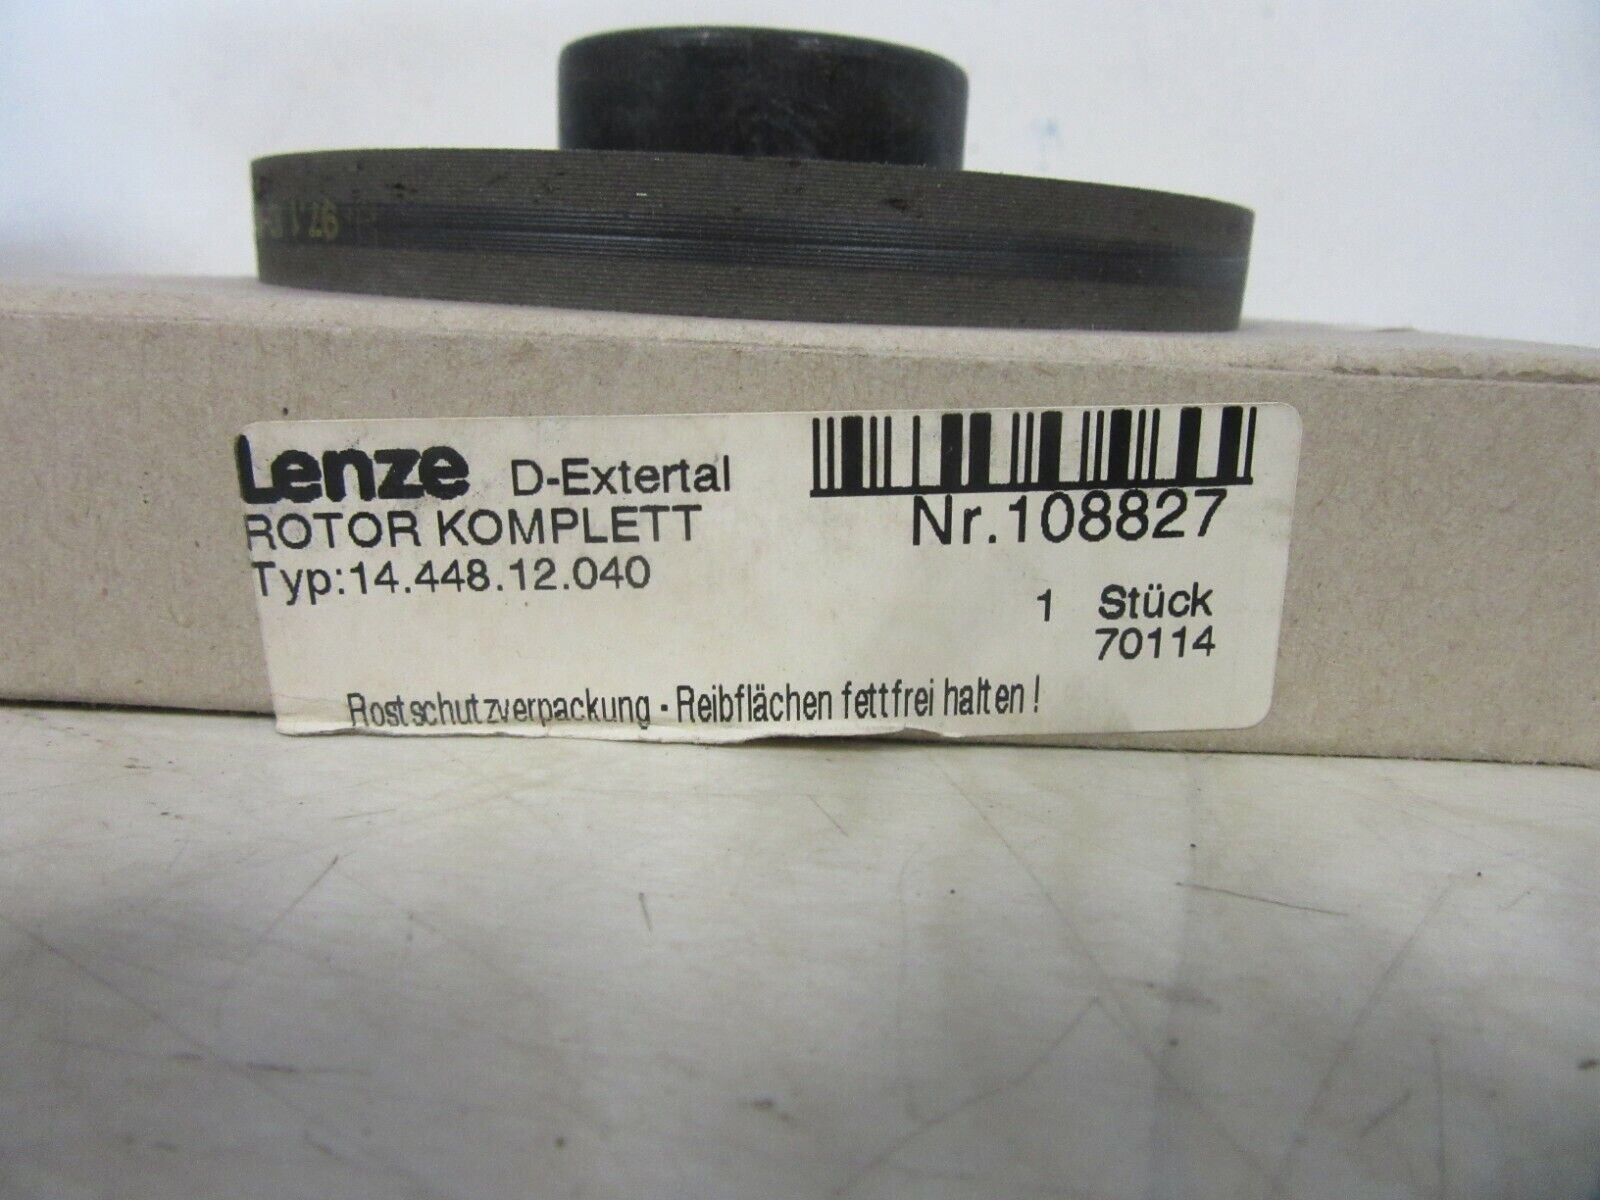 Lenze D-Extertal
ROTOR KOMPLETT
Typ:14.448.12.040
Nr.108827
1 Stück
70114
Rostschutzverpackung - Reibflächen fettfrei halten!